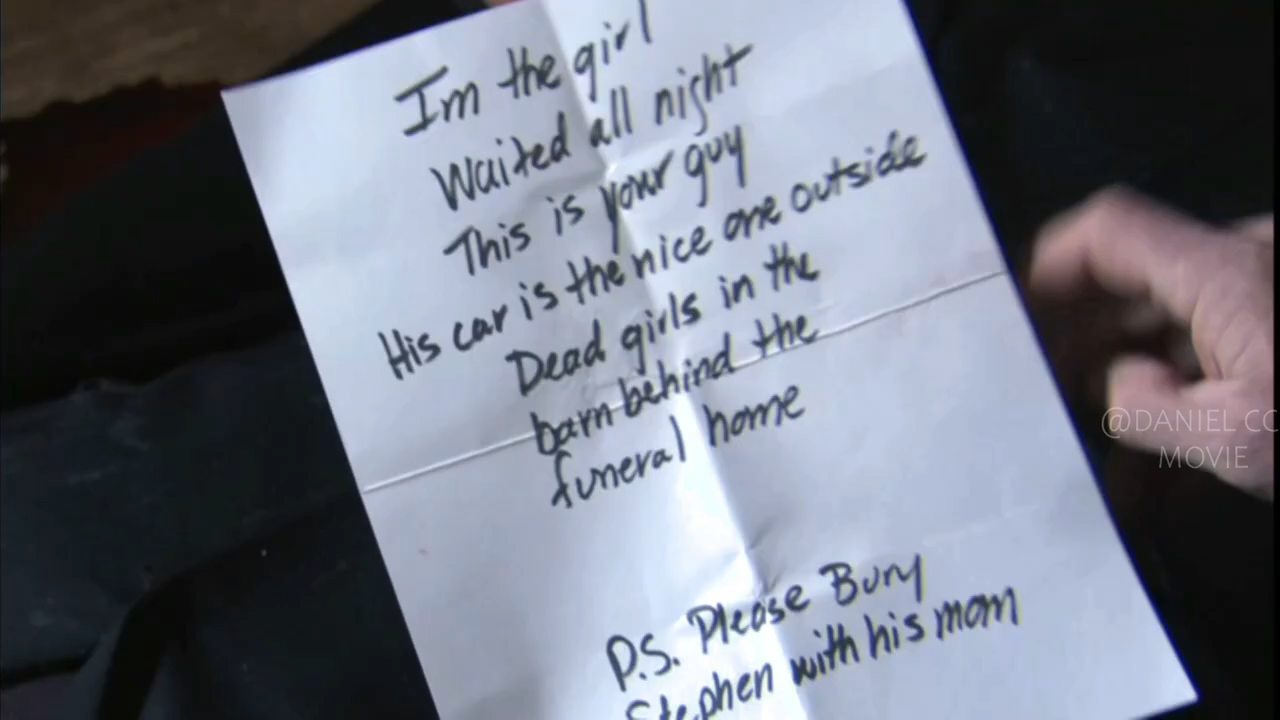 Im the girl
Waited all night
This is your guy
His car is the nice one outside
Dead girls in the
barn behind the
funeral home
P.S. Please Bury
Stephen with his mom
@DANIEL CC
MOVIE